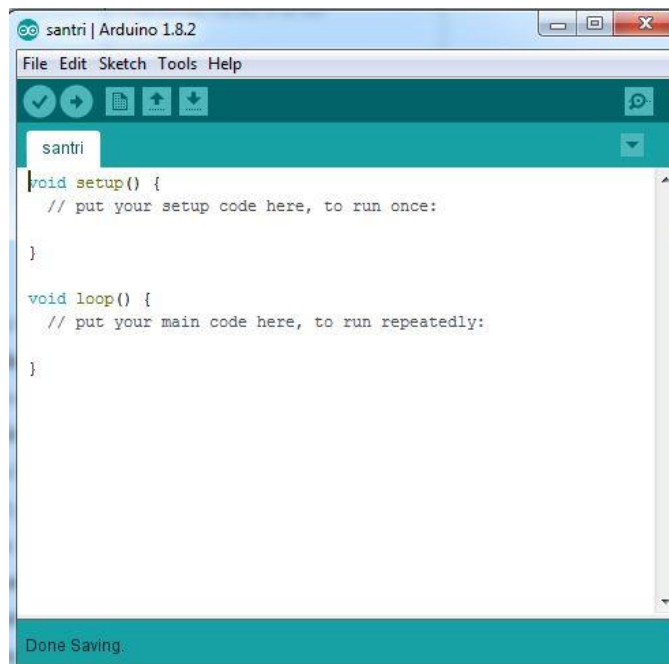 santri | Arduino 1.8.2
File Edit Sketch Tools Help
santri
void setup() {
  // put your setup code here, to run once:
}
void loop() {
  // put your main code here, to run repeatedly:
}
Done Saving.